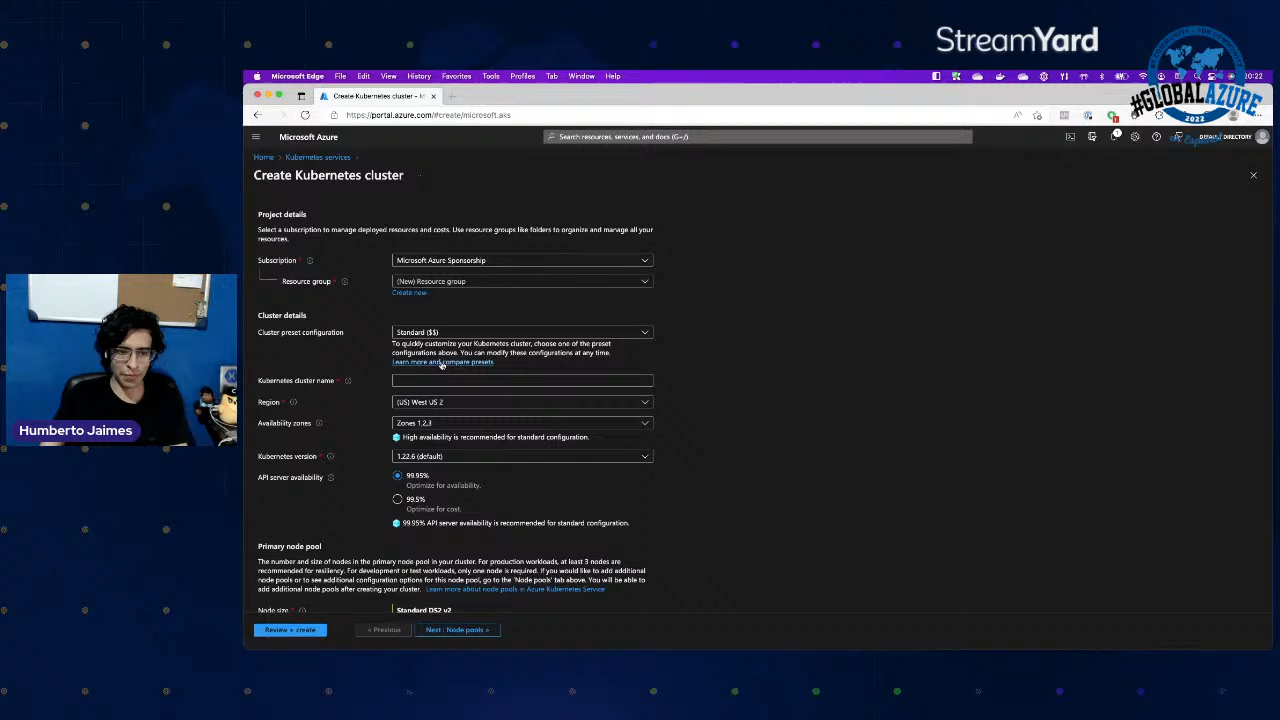 StreamYard
Microsoft Edge File Edit View History Favorites Tools Profiles Tab Window Help
20:22
Create Kubernetes cluster - M
https://portal.azure.com/#create/microsoft.aks
#GLOBALAZURE
2022
en Español
Microsoft Azure
Search resources, services, and docs (G+/)
1
DEFAULT DIRECTORY
Home > Kubernetes services >
Create Kubernetes cluster
Project details
Select a subscription to manage deployed resources and costs. Use resource groups like folders to organize and manage all your
resources.
Subscription *
Microsoft Azure Sponsorship
Resource group *
(New) Resource group
Create new
Cluster details
Cluster preset configuration
Standard ($$)
To quickly customize your Kubernetes cluster, choose one of the preset
configurations above. You can modify these configurations at any time.
Learn more and compare presets
Kubernetes cluster name *
Region *
(US) West US 2
Availability zones
Zones 1,2,3
High availability is recommended for standard configuration.
Kubernetes version *
1.22.6 (default)
API server availability
99.95%
Optimize for availability.
99.5%
Optimize for cost.
99.95% API server availability is recommended for standard configuration.
Primary node pool
The number and size of nodes in the primary node pool in your cluster. For production workloads, at least 3 nodes are
recommended for resiliency. For development or test workloads, only one node is required. If you would like to add additional
node pools or to see additional configuration options for this node pool, go to the 'Node pools' tab above. You will be able to
add additional node pools after creating your cluster. Learn more about node pools in Azure Kubernetes Service
Node size *
Standard DS2 v2
Review + create
< Previous
Next : Node pools >
Humberto Jaimes